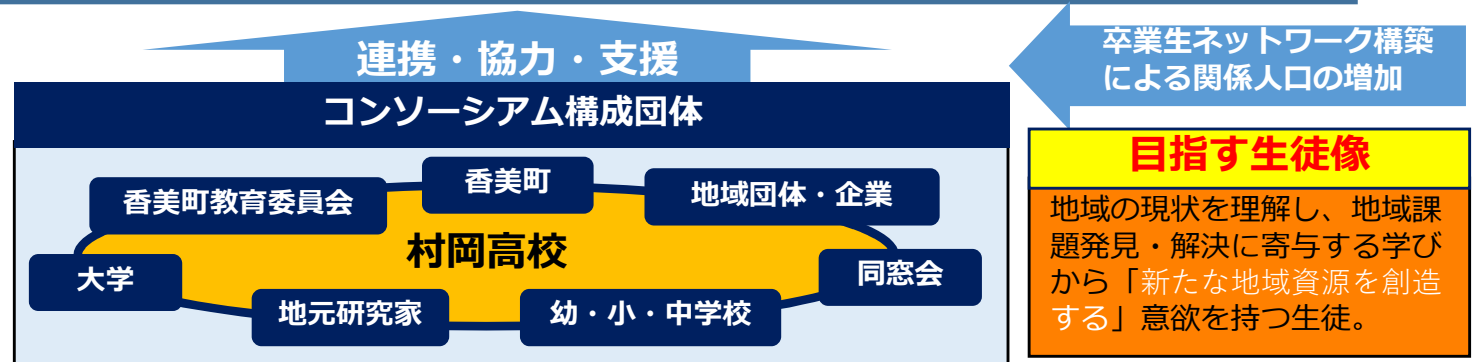 連携・協力・支援
卒業生ネットワーク構築
による関係人口の増加
コンソーシアム構成団体
香美町教育委員会
香美町
地域団体・企業
村岡高校
大学
同窓会
地元研究家
幼・小・中学校
目指す生徒像
地域の現状を理解し、地域課
題発見・解決に寄与する学び
から「新たな地域資源を創造
する」意欲を持つ生徒。